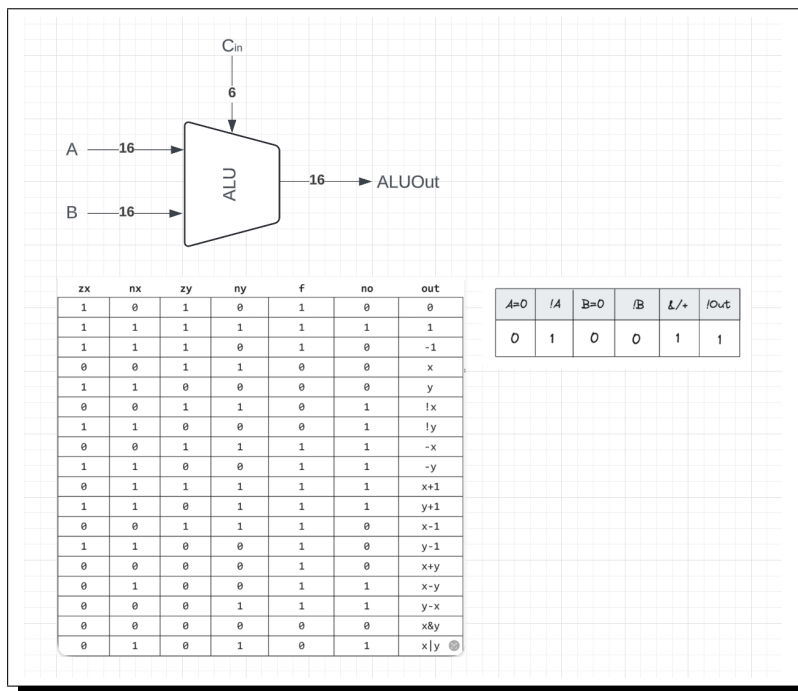 Cin
6
A 16
ALU
16 ALUOut
B 16
zx nx zy ny f no out
1 0 1 0 1 0 0
1 1 1 1 1 1 1
1 1 1 0 1 0 -1
0 0 1 1 0 0 x
1 1 0 0 0 0 y
0 0 1 1 0 1 !x
1 1 0 0 0 1 !y
0 0 1 1 1 1 -x
1 1 0 0 1 1 -y
0 1 1 1 1 1 x+1
1 1 0 1 1 1 y+1
0 0 1 1 1 0 x-1
1 1 0 0 1 0 y-1
0 0 0 0 1 0 x+y
0 1 0 0 1 1 x-y
0 0 0 1 1 1 y-x
0 0 0 0 0 0 x&y
0 1 0 1 0 1 x|y
A=0 !A B=0 !B &/+ !Out
0 1 0 0 1 1